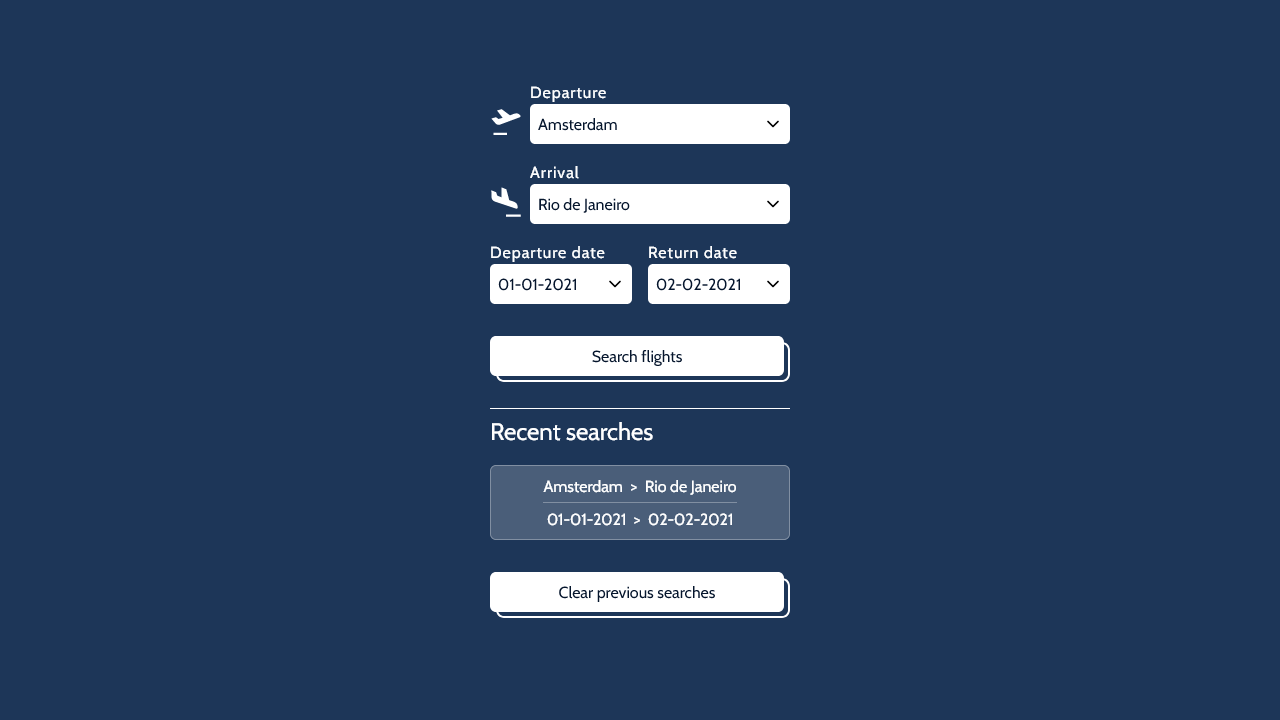 Departure
Amsterdam
Arrival
Rio de Janeiro
Departure date
Return date
01-01-2021
02-02-2021
Search flights
Recent searches
Amsterdam > Rio de Janeiro
01-01-2021 > 02-02-2021
Clear previous searches